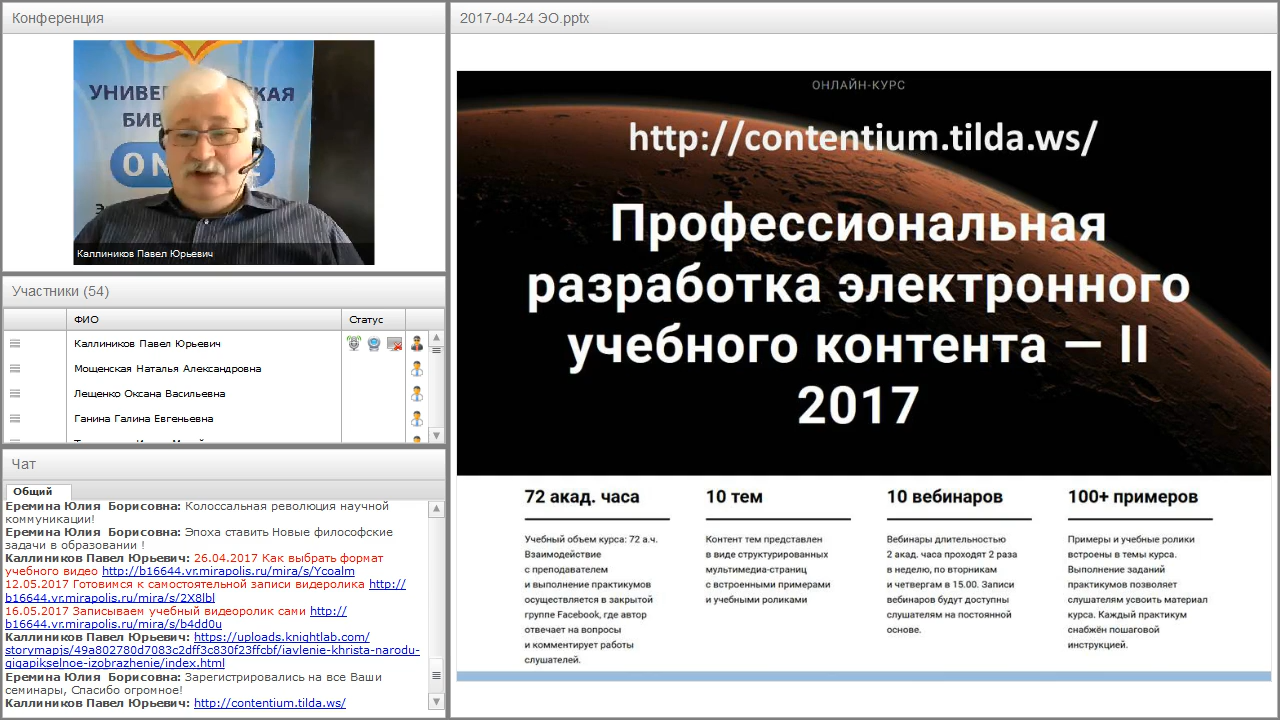 Конференция
УНИВЕ
КАЯ
БИБ
Каллиников Павел Юрьевич
Участники (54)
ФИО
Статус
Каллиников Павел Юрьевич
Мощенская Наталья Александровна
Лещенко Оксана Васильевна
Ганина Галина Евгеньевна
Чат
Общий
Еремина Юлия Борисовна: Колоссальная революция научной
коммуникации!
Еремина Юлия Борисовна: Эпоха ставить Новые философские
задачи в образовании !
Каллиников Павел Юрьевич: 26.04.2017 Как выбрать формат
учебного видео http://b16644.vr.mirapolis.ru/mira/s/Ycoalm
12.05.2017 Готовимся к самостоятельной записи видеоролика http://
b16644.vr.mirapolis.ru/mira/s/2X8lbl
16.05.2017 Записываем учебный видеоролик сами http://
b16644.vr.mirapolis.ru/mira/s/b4dd0u
Каллиников Павел Юрьевич: https://uploads.knightlab.com/
storymapjs/49a802780d7083c2dff3c830f23ffcbf/iavlenie-khrista-narodu-
gigapikselnoe-izobrazhenie/index.html
Еремина Юлия Борисовна: Зарегистрировались на все Ваши
семинары, Спасибо огромное!
Каллиников Павел Юрьевич: http://contentium.tilda.ws/
2017-04-24 ЭО.pptx
ОНЛАЙН-КУРС
http://contentium.tilda.ws/
Профессиональная
разработка электронного
учебного контента — II
2017
72 акад. часа
Учебный объем курса: 72 а.ч.
Взаимодействие
с преподавателем
и выполнение практикумов
осуществляется в закрытой
группе Facebook, где автор
отвечает на вопросы
и комментирует работы
слушателей.
10 тем
Контент тем представлен
в виде структурированных
мультимедиа-страниц
с встроенными примерами
и учебными роликами
10 вебинаров
Вебинары длительностью
2 акад. часа проходят 2 раза
в неделю, по вторникам
и четвергам в 15.00. Записи
вебинаров будут доступны
слушателям на постоянной
основе.
100+ примеров
Примеры и учебные ролики
встроены в темы курса.
Выполнение заданий
практикумов позволяет
слушателям усвоить материал
курса. Каждый практикум
снабжён пошаговой
инструкцией.